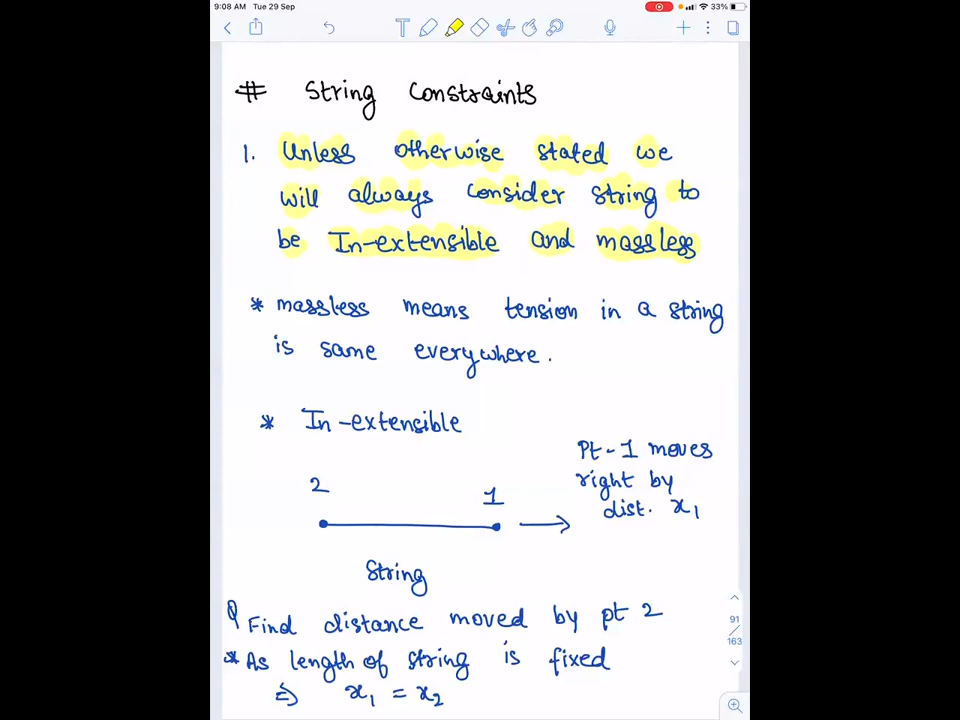 9:08 AM Tue 29 Sep 33%
# String Constraints
1. Unless otherwise stated we
will always consider string to
be In-extensible and massless
* massless means tension in a string
is same everywhere.
* In-extensible
Pt-1 moves
right by
dist. x₁
2 1
String
Q Find distance moved by pt 2
* As length of string is fixed
⇒ x₁ = x₂
91
/
163